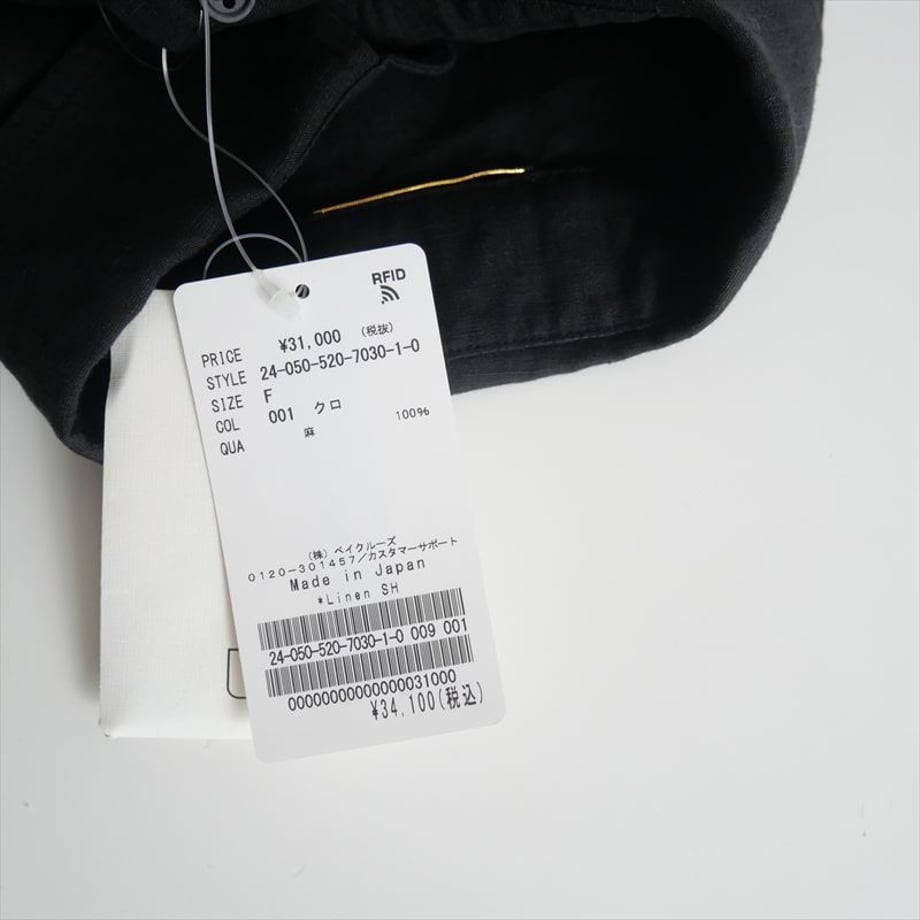 RFID
PRICE ¥31,000 (税抜)
STYLE 24-050-520-7030-1-0
SIZE F
COL 001 クロ
QUA 麻 100%
(株) ベイクルーズ
0120-301457/カスタマーサポート
Made in Japan
*Linen SH
24-050-520-7030-1-0 009 001
00000000000000031000
¥34,100(税込)